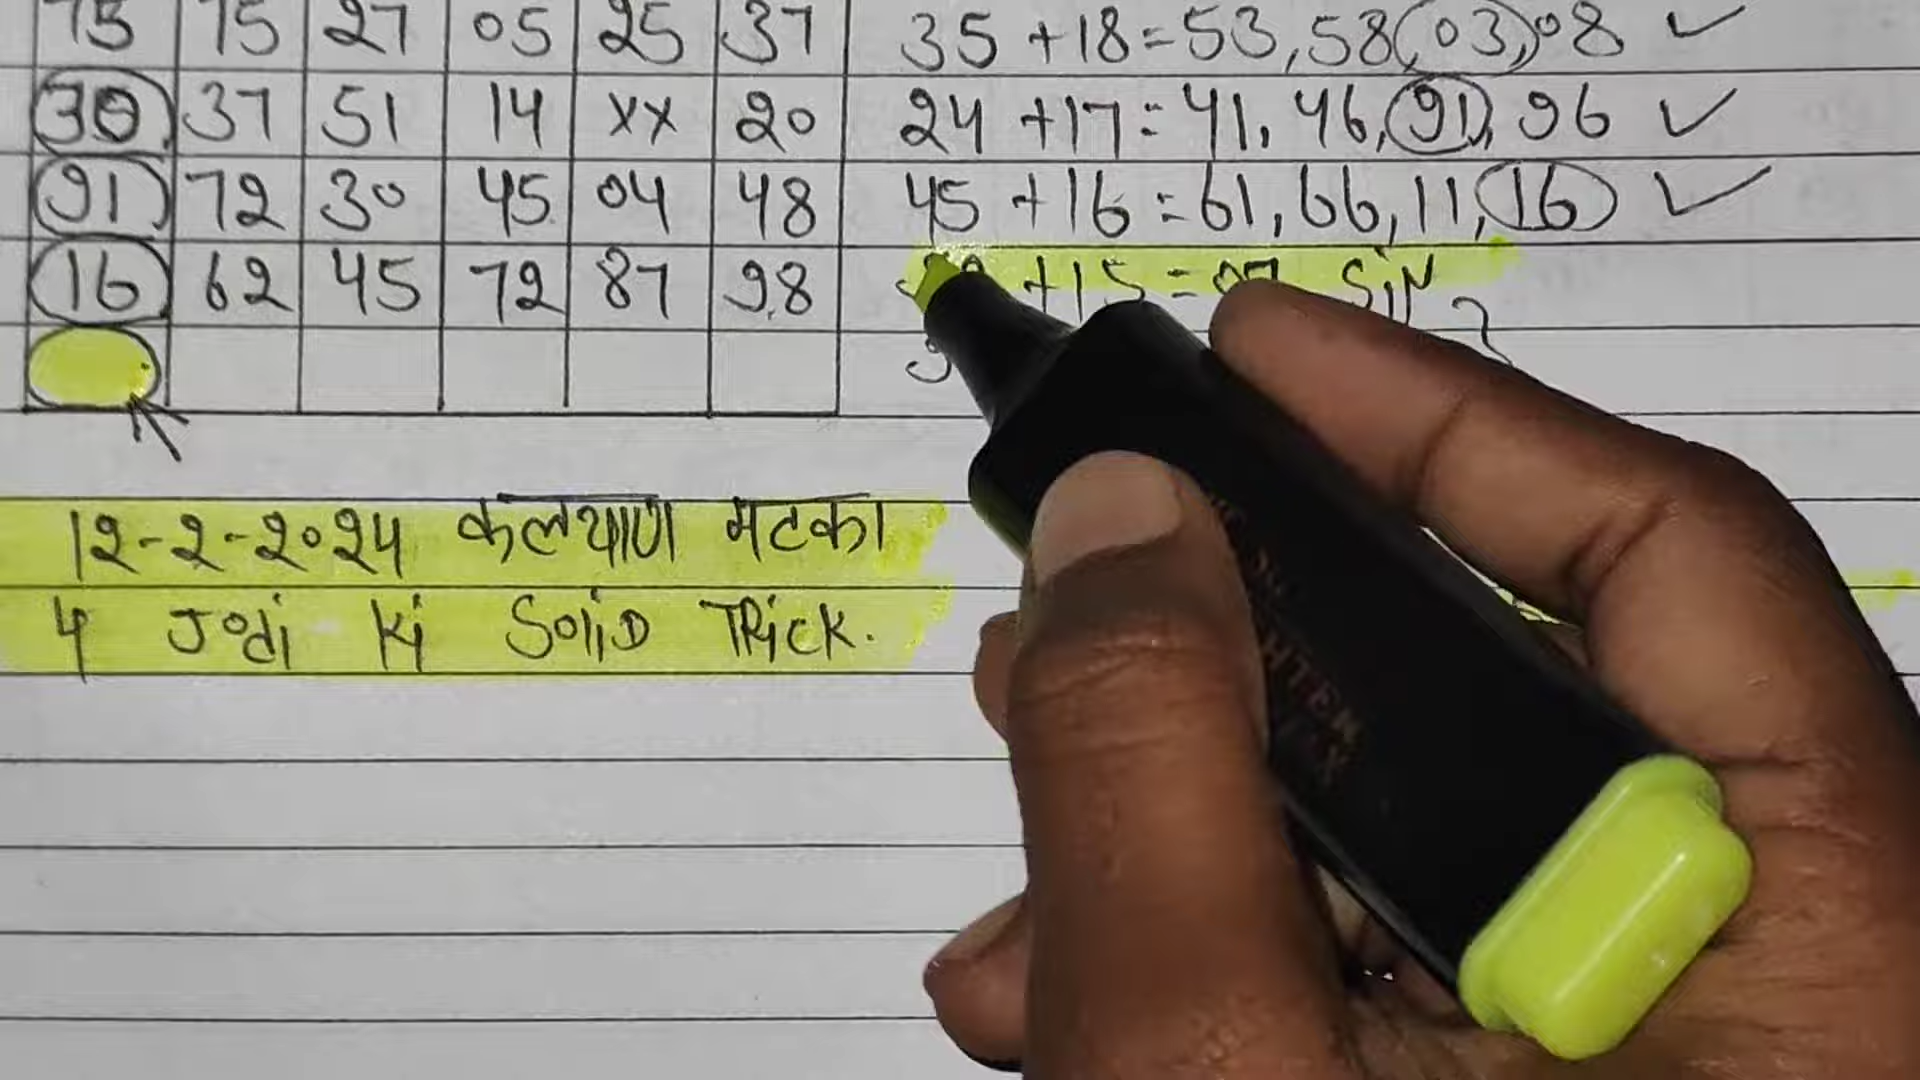 75 15 27 05 25 37 35 +18=53,58,03,08 ✓
30 37 51 14 xx 20 24 +17=41,46,91,96 ✓
91 72 30 45 04 48 45 +16=61,66,11,16 ✓
16 62 45 72 87 98 +15= Sir
12-2-2024 कल्याण मटका
4 Jodi Ki SoliD TRicK.